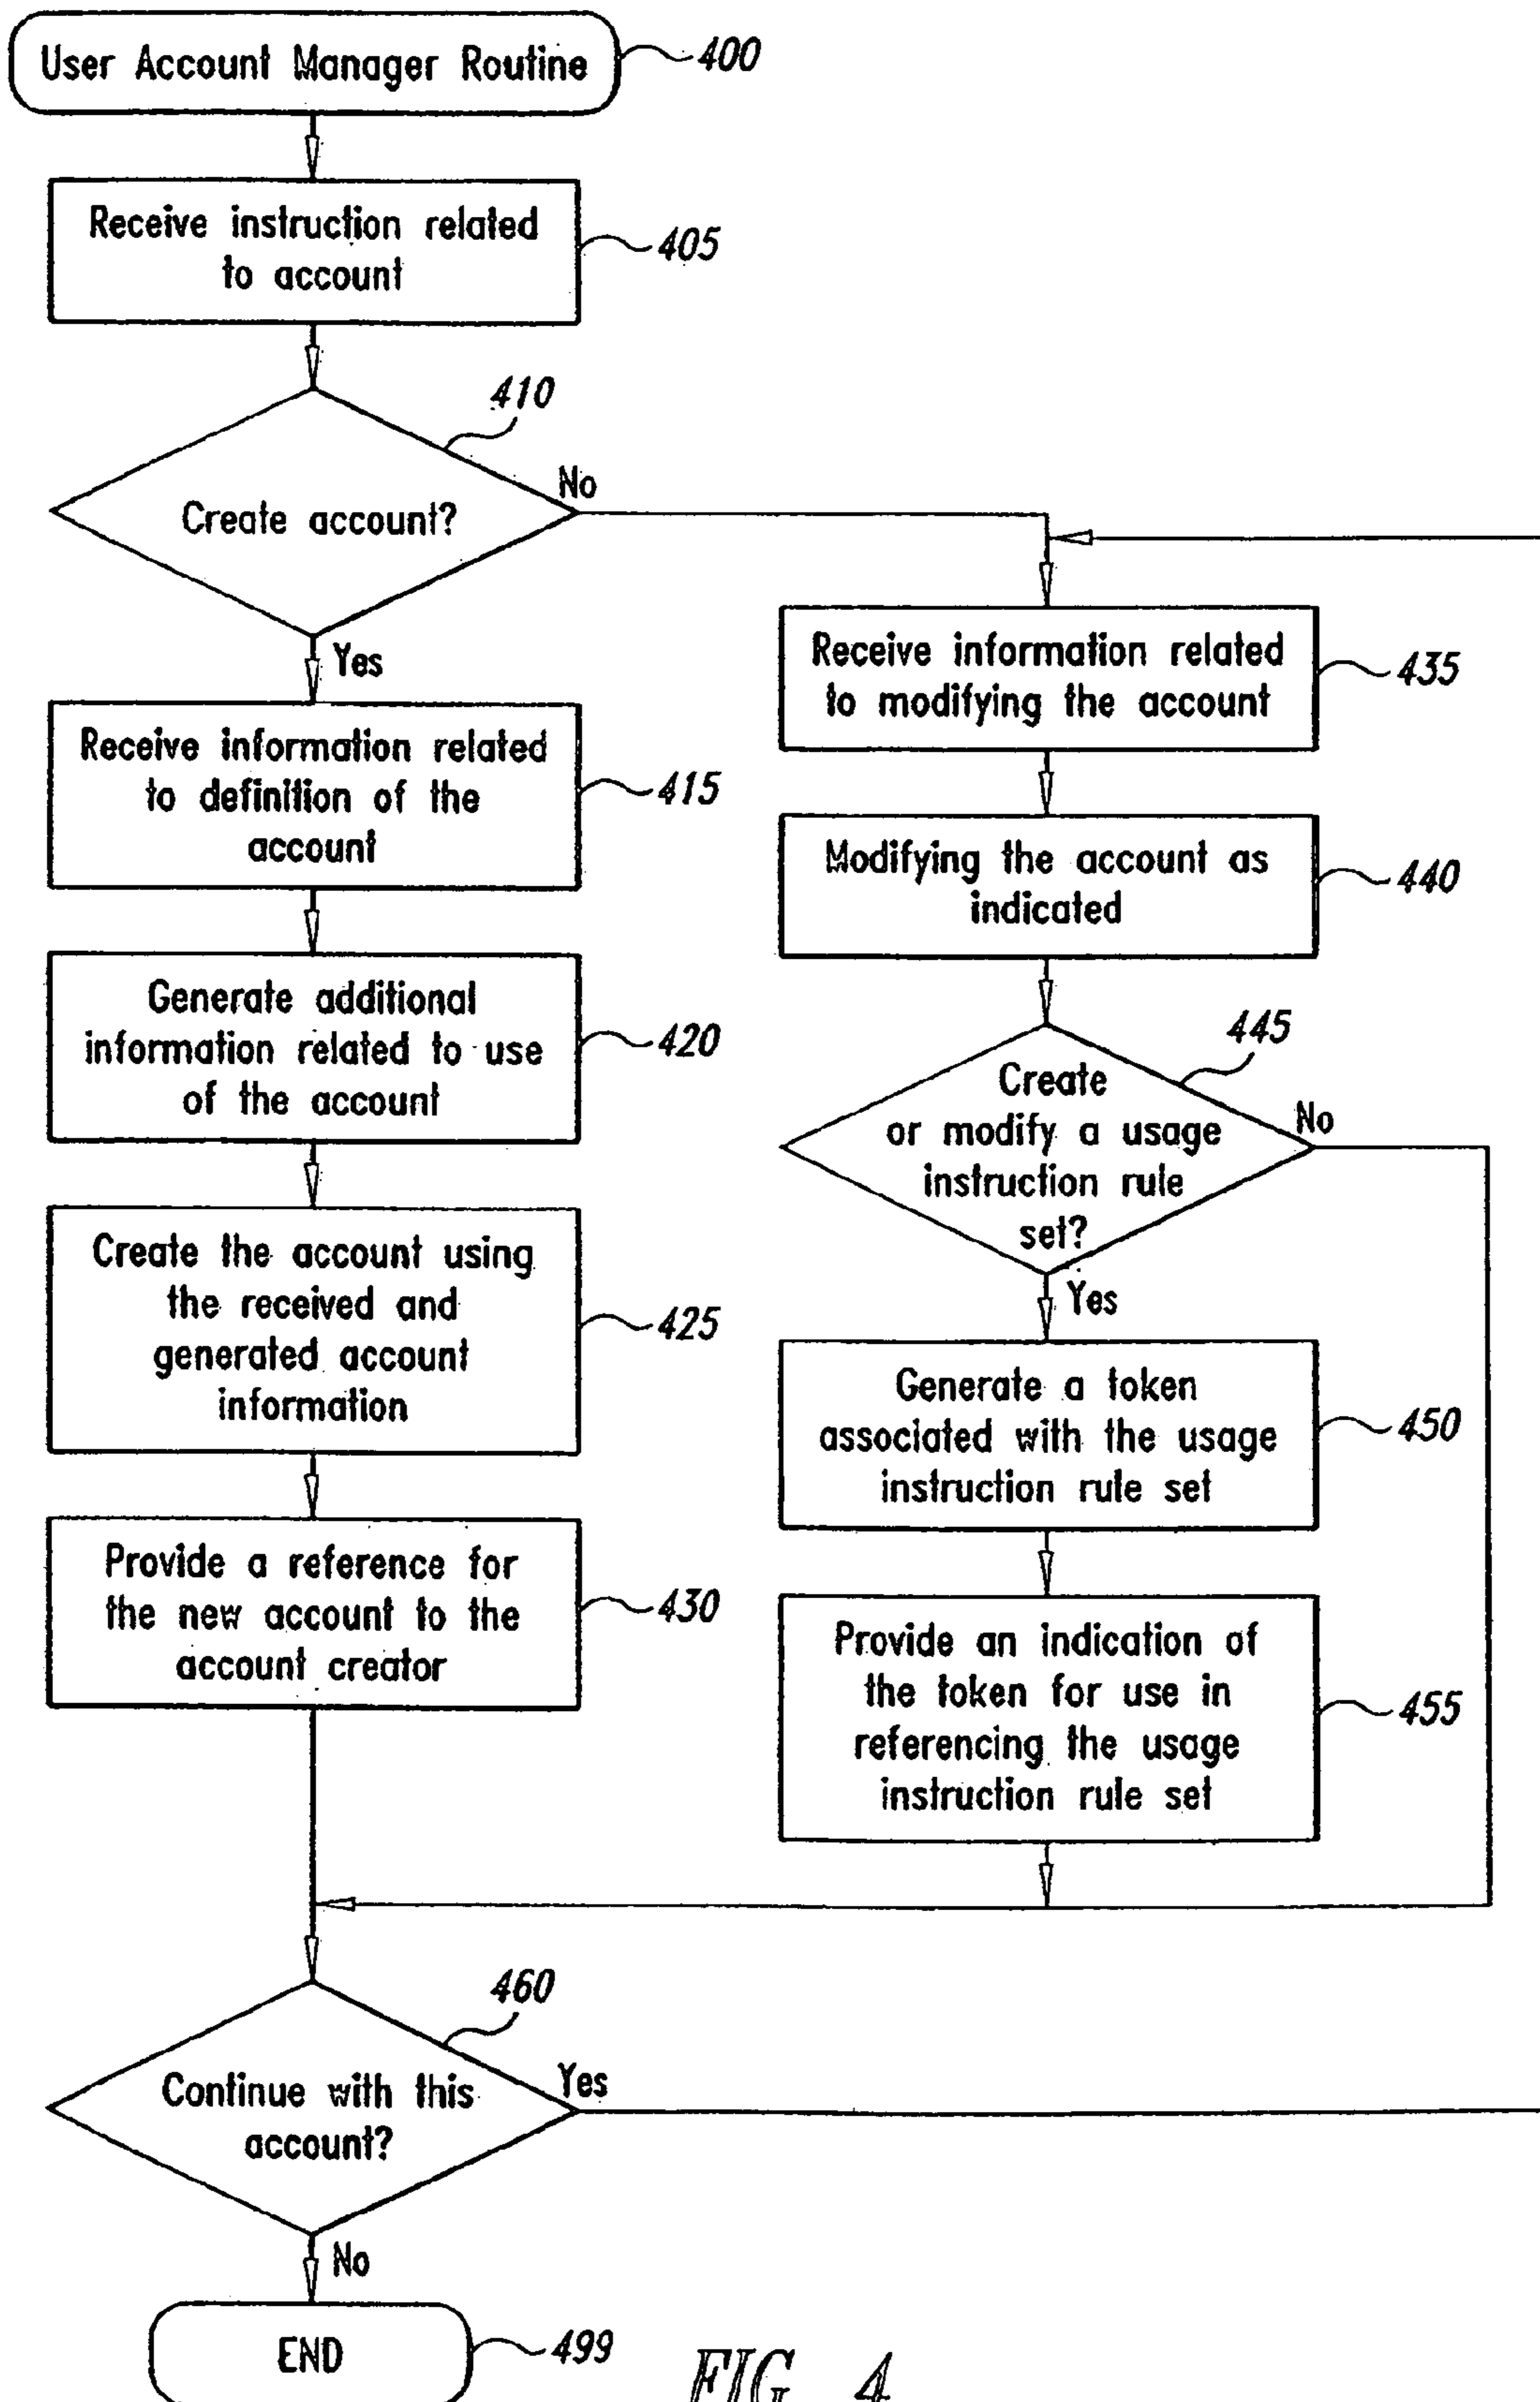 User Account Manager Routine
400
Receive instruction related
to account
405
410
Create account?
No
Yes
Receive information related
to definition of the
account
415
Generate additional
information related to use
of the account
420
Create the account using
the received and
generated account
information
425
Provide a reference for
the new account to the
account creator
430
Receive information related
to modifying the account
435
Modifying the account as
indicated
440
445
Create
or modify a usage
instruction rule
set?
No
Yes
Generate a token
associated with the usage
instruction rule set
450
Provide an indication of
the token for use in
referencing the usage
instruction rule set
455
460
Continue with this
account?
Yes
No
END
499
FIG. 4